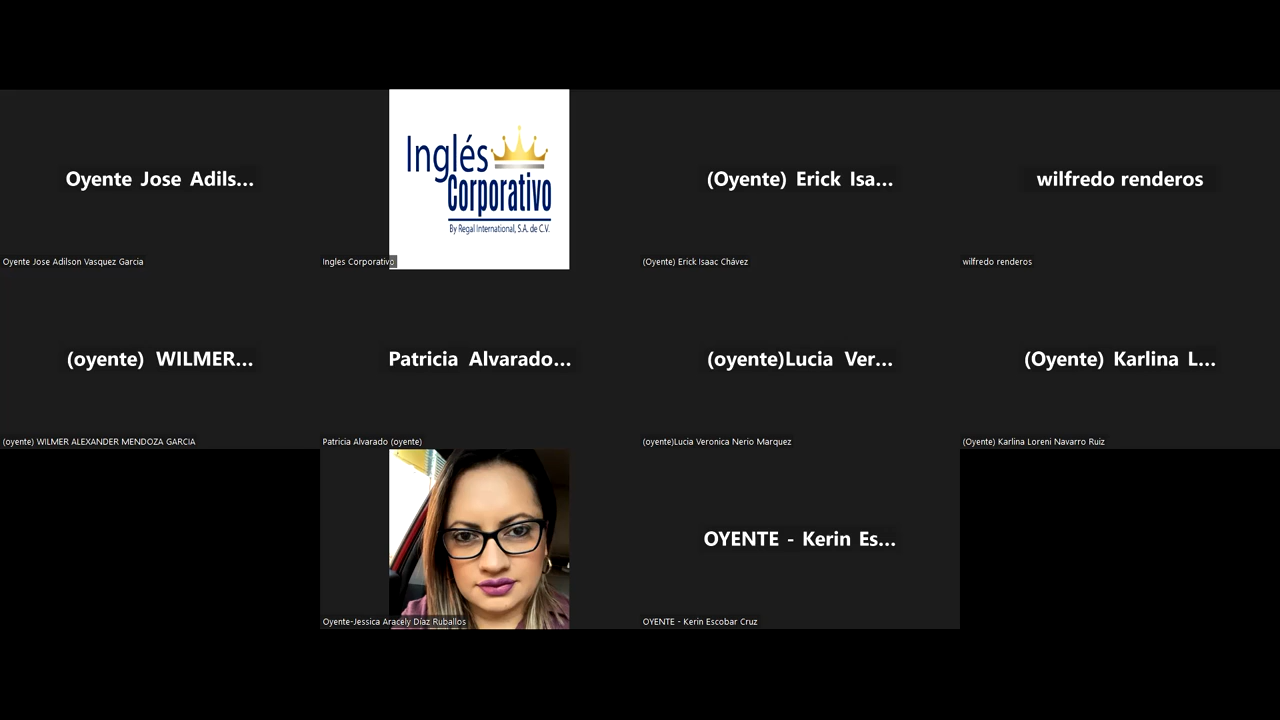 Oyente Jose Adils...
Oyente Jose Adilson Vasquez Garcia
Inglés
Corporativo
By Regal International, S.A. de C.V.
Ingles Corporativo
(Oyente) Erick Isa...
(Oyente) Erick Isaac Chávez
wilfredo renderos
wilfredo renderos
(oyente) WILMER...
(oyente) WILMER ALEXANDER MENDOZA GARCIA
Patricia Alvarado...
Patricia Alvarado (oyente)
(oyente)Lucia Ver...
(oyente)Lucia Veronica Nerio Marquez
(Oyente) Karlina L...
(Oyente) Karlina Loreni Navarro Ruiz
Oyente-Jessica Aracely Díaz Ruballos
OYENTE - Kerin Es...
OYENTE - Kerin Escobar Cruz